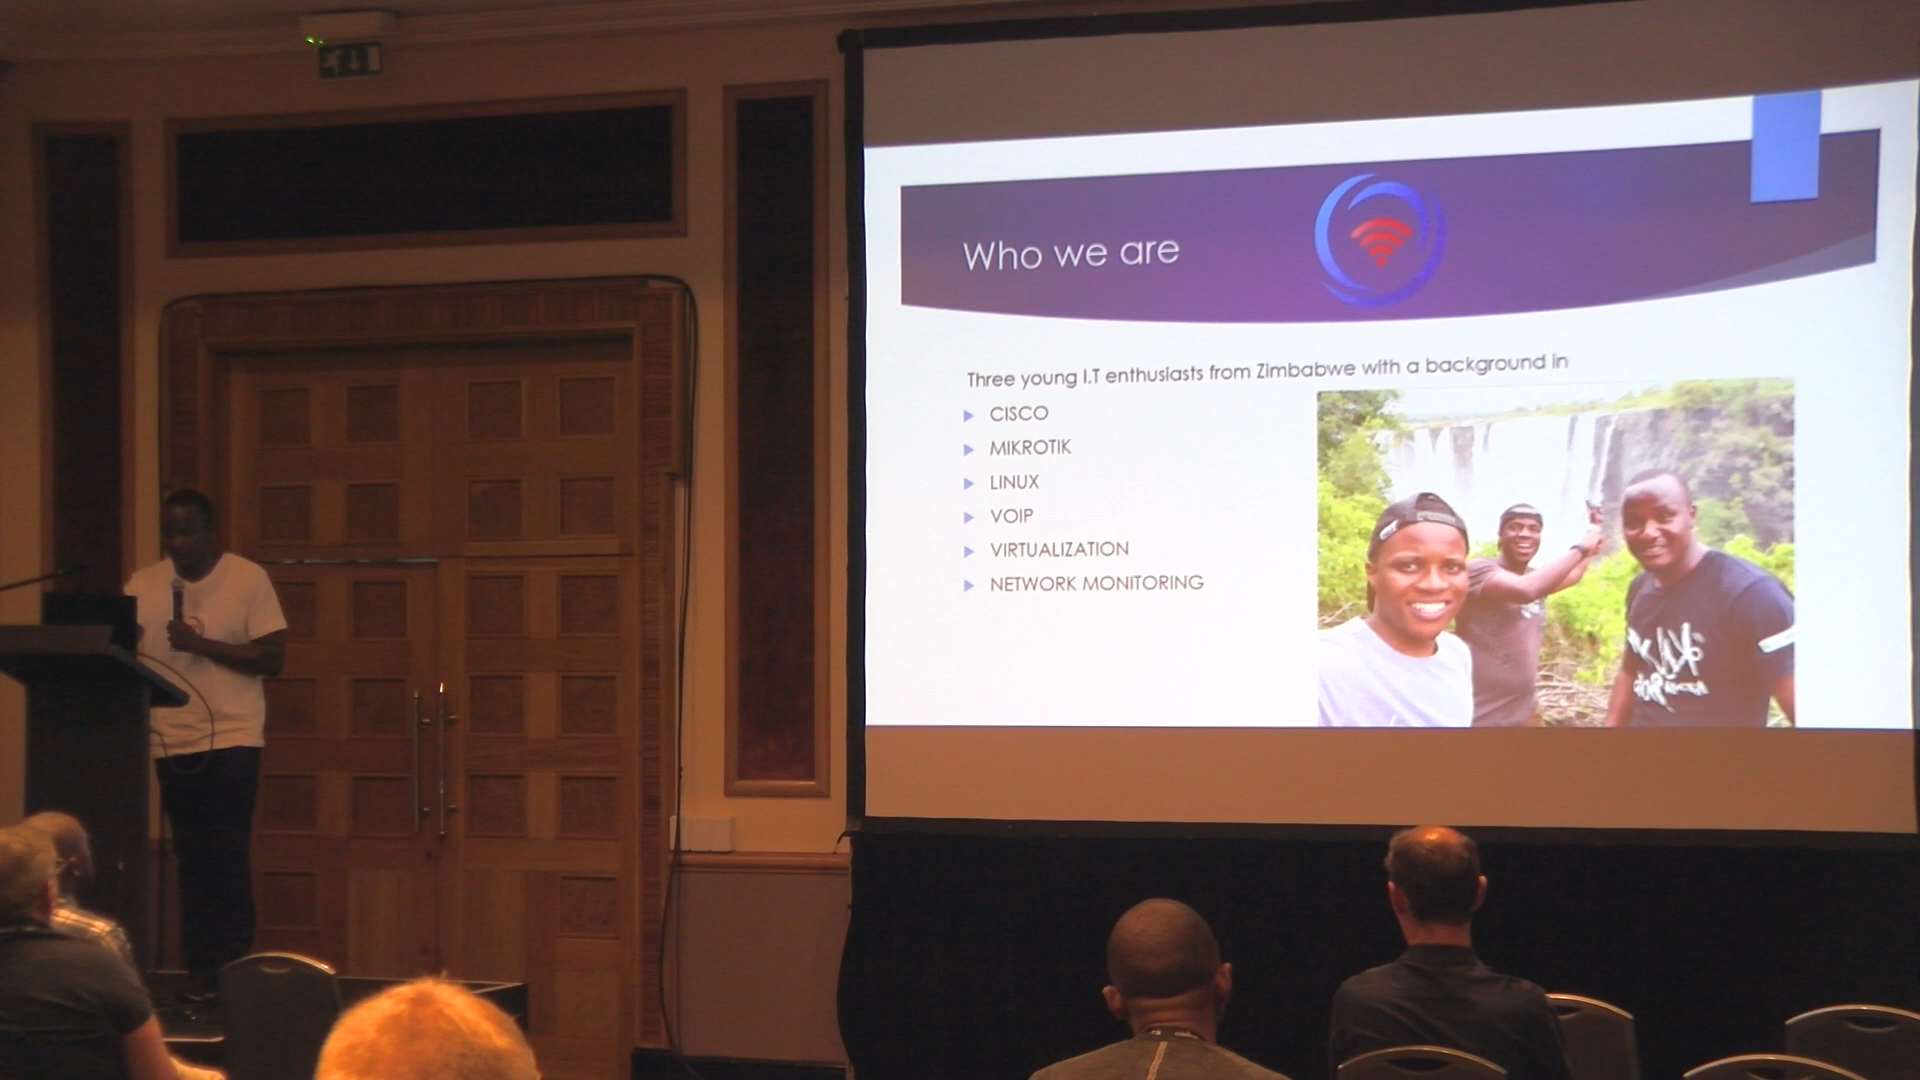 Who we are
Three young I.T enthusiasts from Zimbabwe with a background in
CISCO
MIKROTIK
LINUX
VOIP
VIRTUALIZATION
NETWORK MONITORING